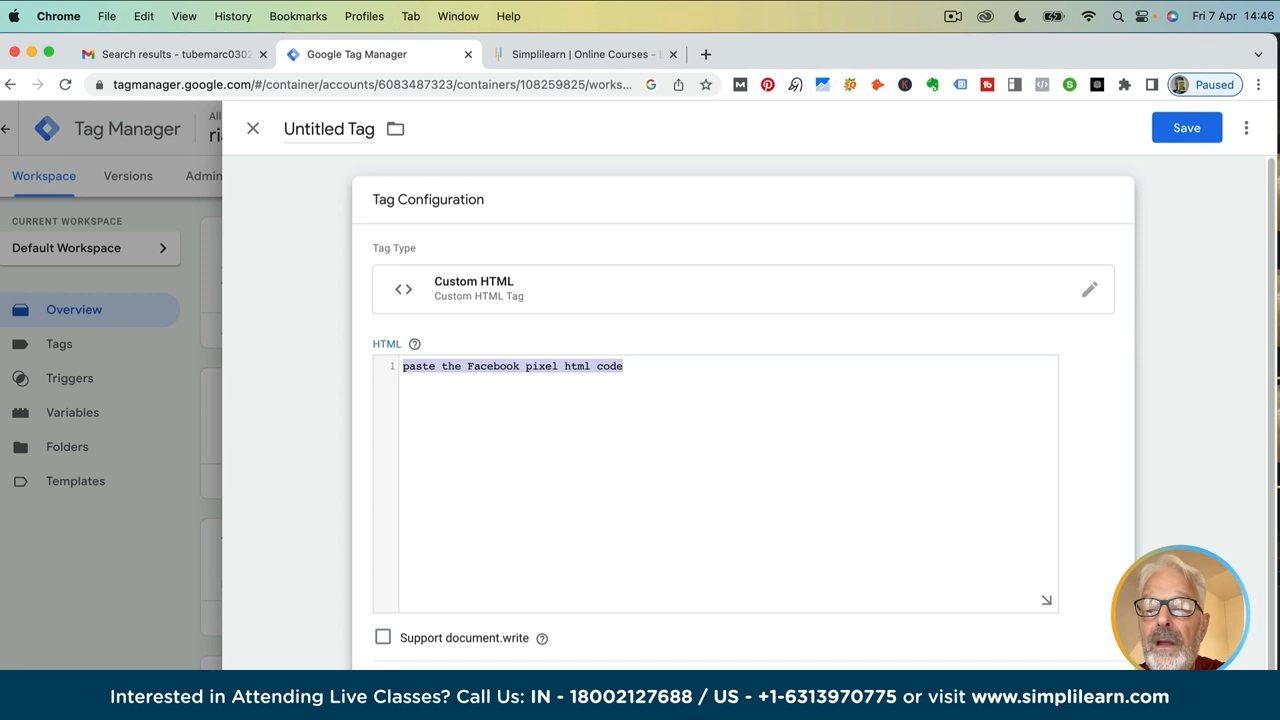 Chrome File Edit View History Bookmarks Profiles Tab Window Help Fri 7 Apr 14:46
Search results - tubemarc030 Google Tag Manager Simplilearn | Online Courses -
tagmanager.google.com/#/container/accounts/6083487323/containers/108259825/works... Paused
Tag Manager
All
ria
Untitled Tag
Save
Workspace Versions Admin
Tag Configuration
CURRENT WORKSPACE
Default Workspace
Tag Type
Custom HTML
Custom HTML Tag
Overview
Tags
Triggers
Variables
Folders
Templates
HTML
1 paste the Facebook pixel html code
Support document.write
Interested in Attending Live Classes? Call Us: IN - 18002127688 / US - +1-6313970775 or visit www.simplilearn.com